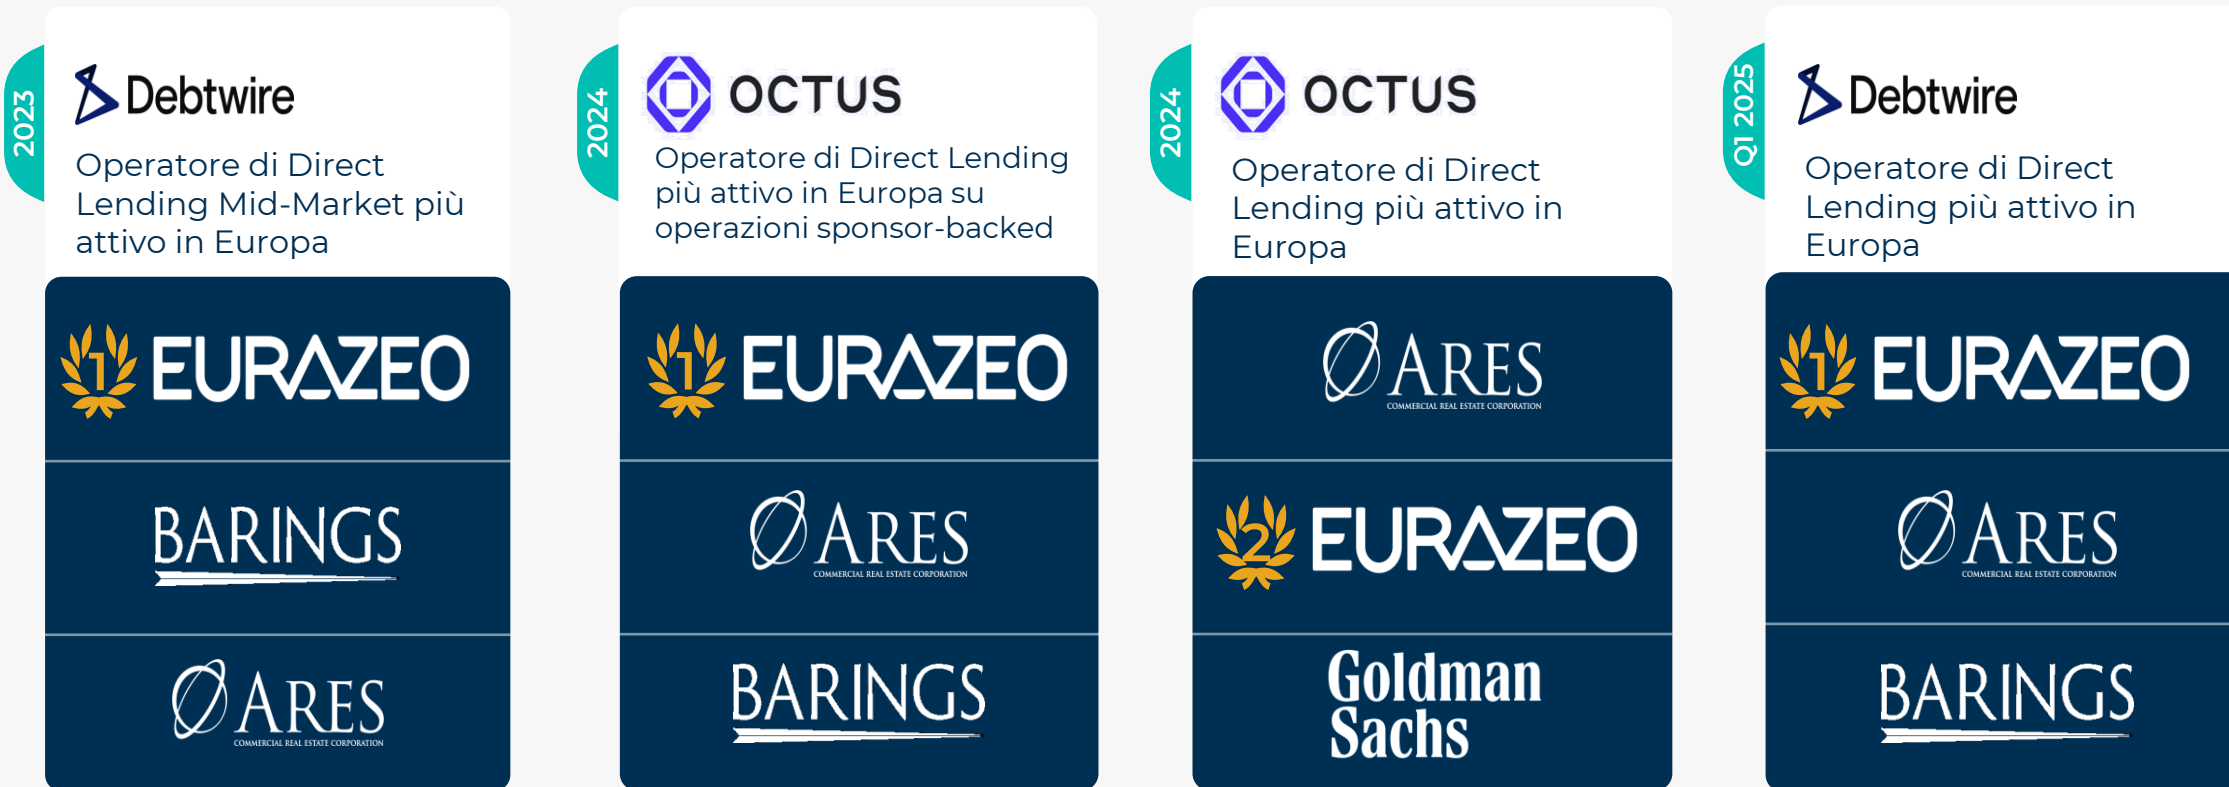 2023
Debtwire
Operatore di Direct
Lending Mid-Market più
attivo in Europa
1 EURAZEO
BARINGS
ARES
COMMERCIAL REAL ESTATE CORPORATION
2024
OCTUS
Operatore di Direct Lending
più attivo in Europa su
operazioni sponsor-backed
1 EURAZEO
ARES
COMMERCIAL REAL ESTATE CORPORATION
BARINGS
2024
OCTUS
Operatore di Direct
Lending più attivo in
Europa
ARES
COMMERCIAL REAL ESTATE CORPORATION
2 EURAZEO
Goldman
Sachs
Q1 2025
Debtwire
Operatore di Direct
Lending più attivo in
Europa
1 EURAZEO
ARES
COMMERCIAL REAL ESTATE CORPORATION
BARINGS